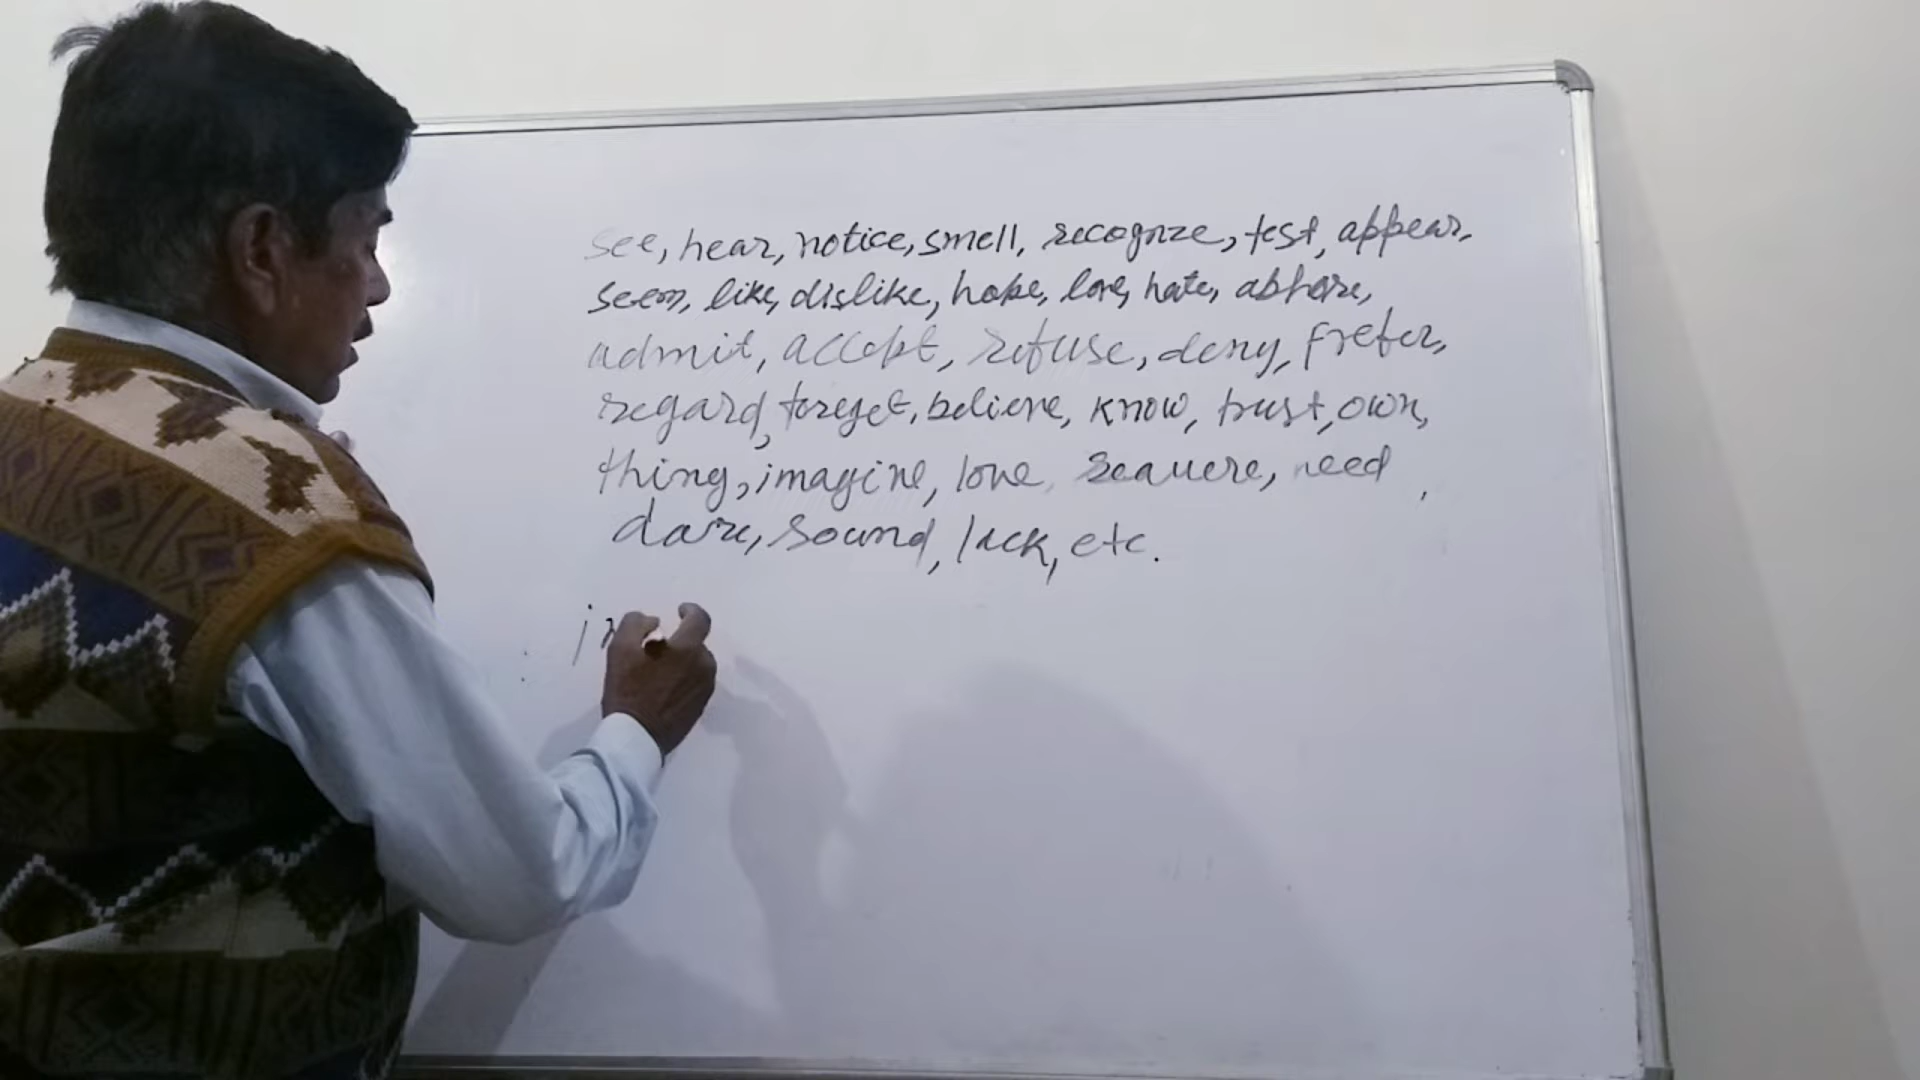 see, hear, notice, smell, recognize, test, appear,
seem, like, dislike, hope, love, hate, abhore,
admit, accept, refuse, deny, prefer,
regard, forget, believe, know, trust, own,
thing, imagine, love, need,
dare, sound, lack, etc.